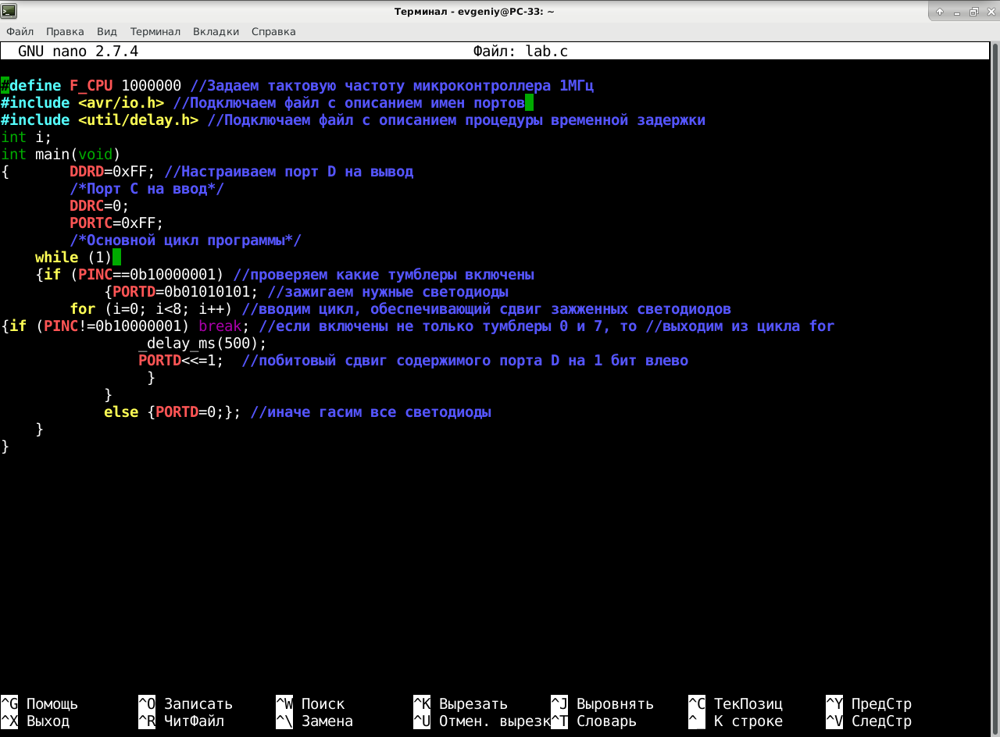 Терминал - evgeniy@PC-33: ~
Файл Правка Вид Терминал Вкладки Справка
GNU nano 2.7.4 Файл: lab.c
#define F_CPU 1000000 //Задаем тактовую частоту микроконтроллера 1МГц
#include <avr/io.h> //Подключаем файл с описанием имен портов
#include <util/delay.h> //Подключаем файл с описанием процедуры временной задержки
int i;
int main(void)
{       DDRD=0xFF; //Настраиваем порт D на вывод
        /*Порт C на ввод*/
        DDRC=0;
        PORTC=0xFF;
        /*Основной цикл программы*/
    while (1)
    {if (PINC==0b10000001) //проверяем какие тумблеры включены
            {PORTD=0b01010101; //зажигаем нужные светодиоды
        for (i=0; i<8; i++) //вводим цикл, обеспечивающий сдвиг зажженных светодиодов
{if (PINC!=0b10000001) break; //если включены не только тумблеры 0 и 7, то //выходим из цикла for
                _delay_ms(500);
                PORTD<<=1;  //побитовый сдвиг содержимого порта D на 1 бит влево
                 }
            }
            else {PORTD=0;}; //иначе гасим все светодиоды
    }
}
^G Помощь ^O Записать ^W Поиск ^K Вырезать ^J Выровнять ^C ТекПозиц ^Y ПредСтр
^X Выход ^R ЧитФайл ^\ Замена ^U Отмен. вырезк ^T Словарь ^_ К строке ^V СледСтр